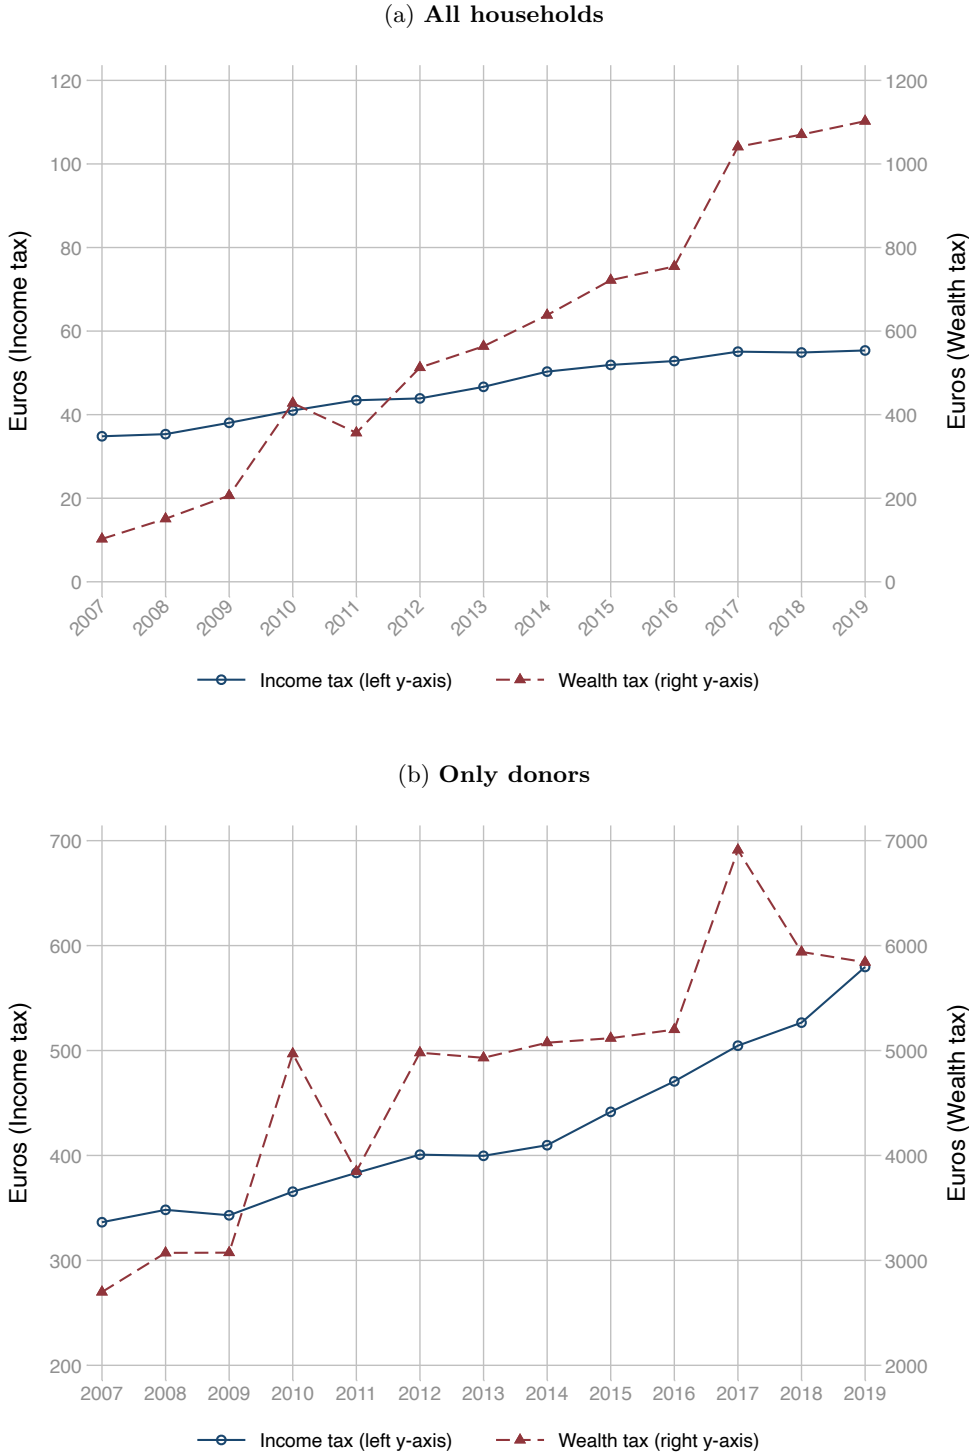 (a) All households
120 1200
100 1000
80 800
60 600
40 400
20 200
0 0
Euros (Income tax)
Euros (Wealth tax)
2007 2008 2009 2010 2011 2012 2013 2014 2015 2016 2017 2018 2019
Income tax (left y-axis) Wealth tax (right y-axis)
(b) Only donors
700 7000
600 6000
500 5000
400 4000
300 3000
200 2000
Euros (Income tax)
Euros (Wealth tax)
2007 2008 2009 2010 2011 2012 2013 2014 2015 2016 2017 2018 2019
Income tax (left y-axis) Wealth tax (right y-axis)